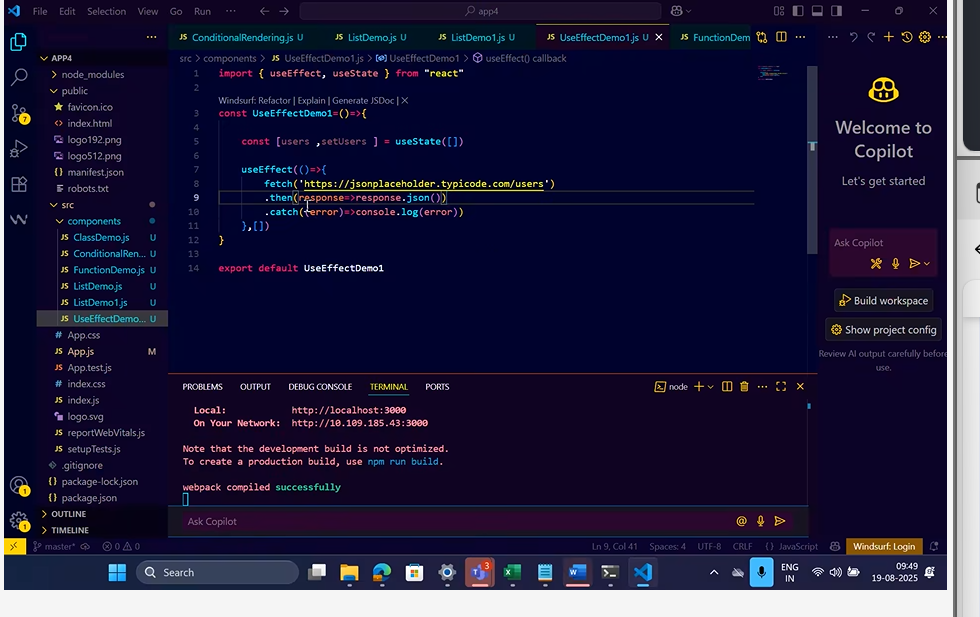 File Edit Selection View Go Run ··· app4
APP4
node_modules
public
favicon.ico
index.html
logo192.png
logo512.png
manifest.json
robots.txt
src
components
ClassDemo.js U
ConditionalRen... U
FunctionDemo.js U
ListDemo.js U
ListDemo1.js U
UseEffectDemo... U
App.css
App.js M
App.test.js
index.css
index.js
logo.svg
reportWebVitals.js
setupTests.js
.gitignore
package-lock.json
package.json
OUTLINE
TIMELINE
JS ConditionalRendering.js U JS ListDemo.js U JS ListDemo1.js U JS UseEffectDemo1.js U JS FunctionDem
src > components > JS UseEffectDemo1.js > UseEffectDemo1 > useEffect() callback
1 import { useEffect, useState } from "react"
2
Windsurf: Refactor | Explain | Generate JSDoc | X
3 const UseEffectDemo1=()=>{
4
5 const [users ,setUsers ] = useState([])
6
7 useEffect(()=>{
8 fetch('https://jsonplaceholder.typicode.com/users')
9 .then(response=>response.json())
10 .catch((error)=>console.log(error))
11 },[])
12 }
13
14 export default UseEffectDemo1
PROBLEMS OUTPUT DEBUG CONSOLE TERMINAL PORTS node
Local: http://localhost:3000
On Your Network: http://10.109.185.43:3000
Note that the development build is not optimized.
To create a production build, use npm run build.
webpack compiled successfully
Ask Copilot
Welcome to
Copilot
Let's get started
Ask Copilot
Build workspace
Show project config
Review AI output carefully before
use.
master* 0 0 Ln 9, Col 41 Spaces: 4 UTF-8 CRLF {} JavaScript Windsurf: Login
Search 3 ENG
IN
09:49
19-08-2025